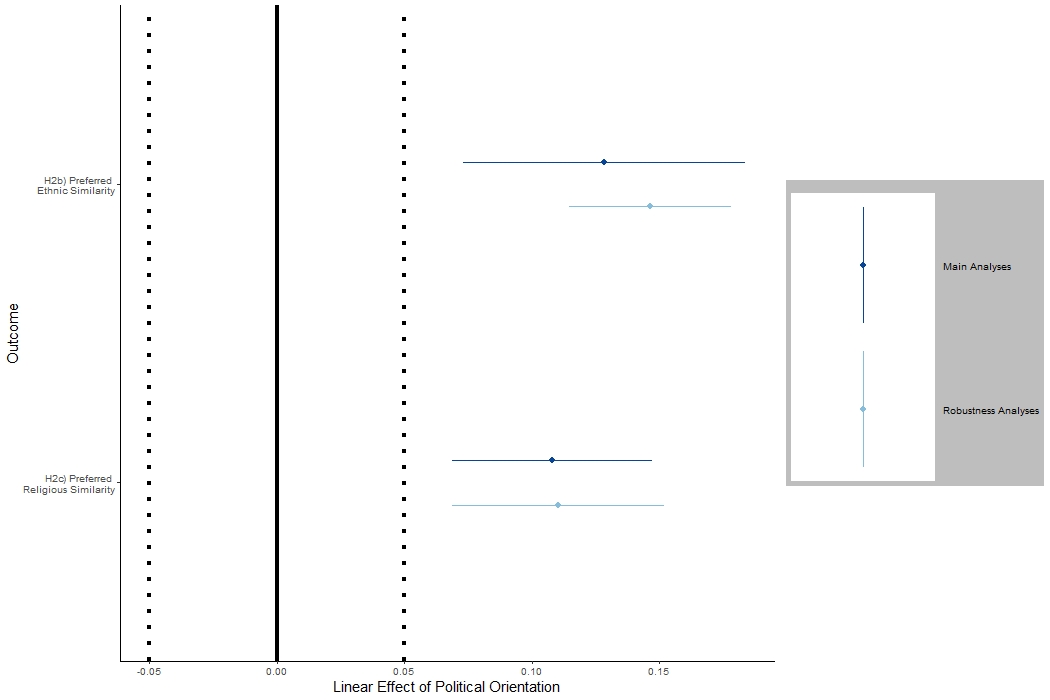 H2b) Preferred
Ethnic Similarity
Outcome
H2c) Preferred
Religious Similarity
-0.05
0.00
0.05
0.10
0.15
Linear Effect of Political Orientation
Main Analyses
Robustness Analyses